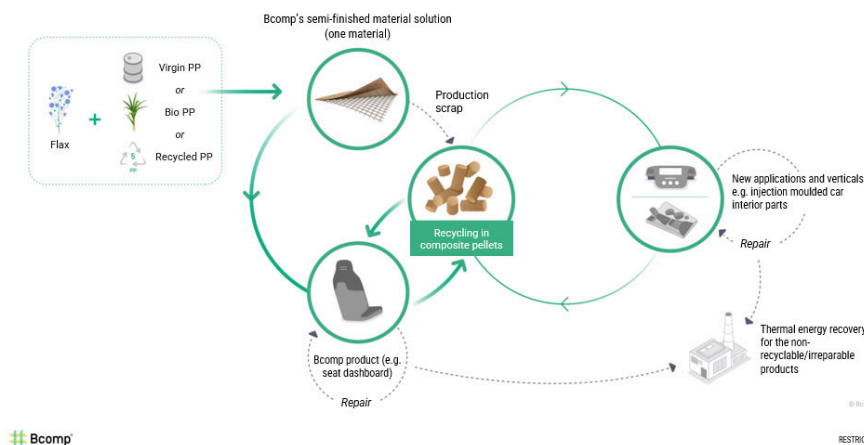 Bcomp's semi-finished material solution
(one material)
Virgin PP
or
Bio PP
or
Recycled PP
Flax
+
5
PP
Production
scrap
Recycling in
composite pellets
New applications and verticals
e.g. injection moulded car
interior parts
Repair
Bcomp product (e.g.
seat dashboard)
Repair
Thermal energy recovery
for the non-
recyclable/irreparable
products
Bcomp
RESTRIC